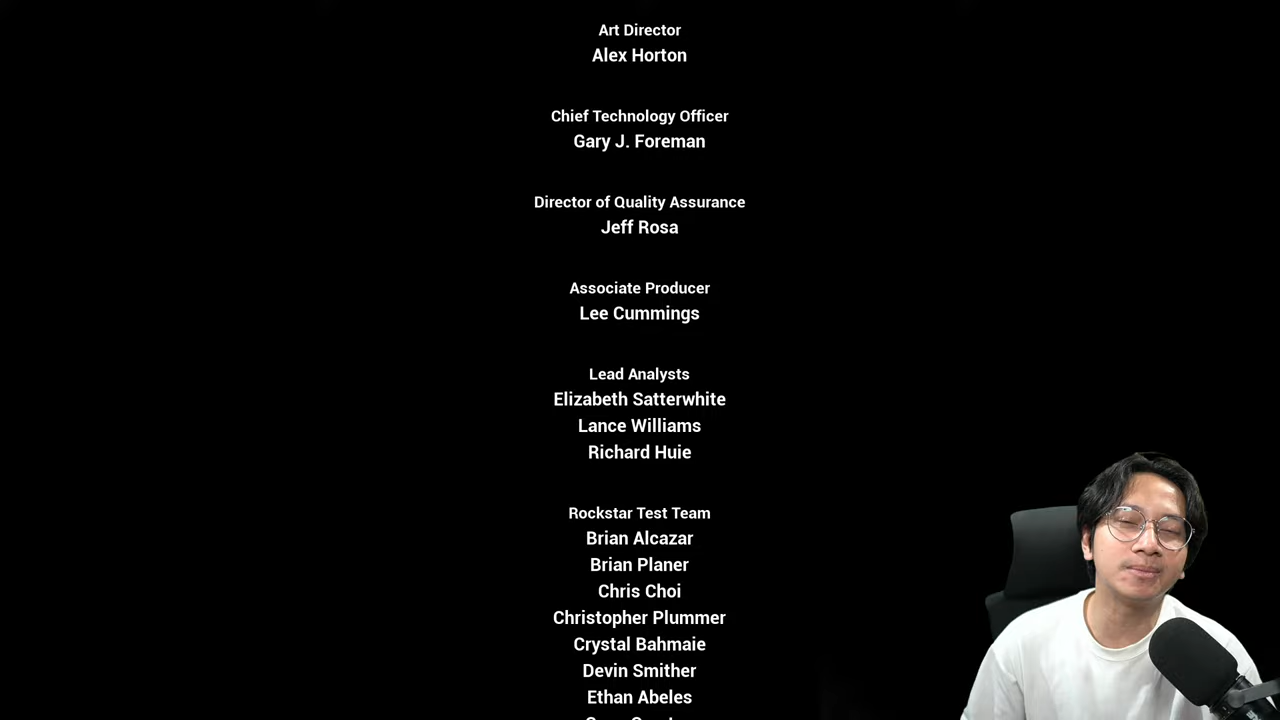 Art Director
Alex Horton
Chief Technology Officer
Gary J. Foreman
Director of Quality Assurance
Jeff Rosa
Associate Producer
Lee Cummings
Lead Analysts
Elizabeth Satterwhite
Lance Williams
Richard Huie
Rockstar Test Team
Brian Alcazar
Brian Planer
Chris Choi
Christopher Plummer
Crystal Bahmaie
Devin Smither
Ethan Abeles